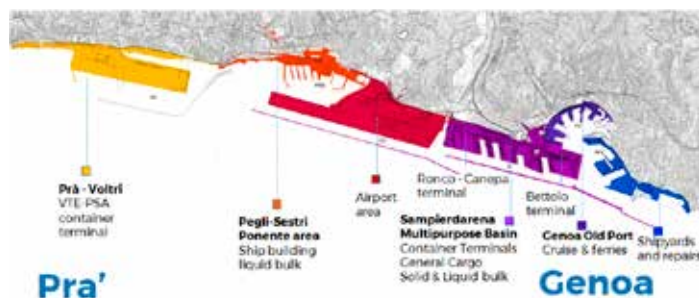 Prà - Voltri
VTE-PSA
container
terminal
Pegli-Sestri
Ponente area
Ship building
liquid bulk
Airport
area
Ronco - Canepa
terminal
Sampierdarena
Multipurpose Basin
Container Terminals
General Cargo
Solid & Liquid bulk
Bettolo
terminal
Genoa Old Port
Cruise & ferries
Shipyards
and repairs
Pra’
Genoa